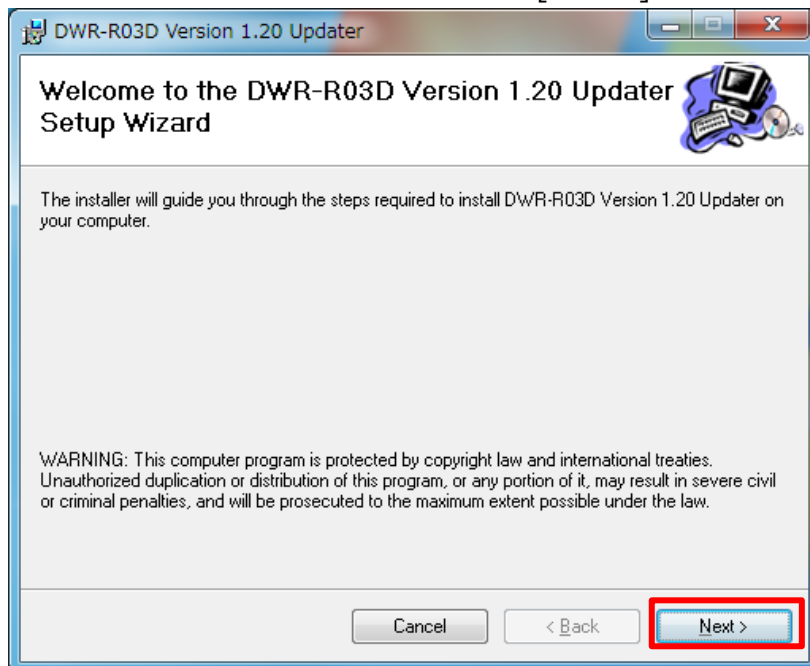 DWR-R03D Version 1.20 Updater
Welcome to the DWR-R03D Version 1.20 Updater
Setup Wizard
The installer will guide you through the steps required to install DWR-R03D Version 1.20 Updater on
your computer.
WARNING: This computer program is protected by copyright law and international treaties.
Unauthorized duplication or distribution of this program, or any portion of it, may result in severe civil
or criminal penalties, and will be prosecuted to the maximum extent possible under the law.
Cancel
< Back
Next >